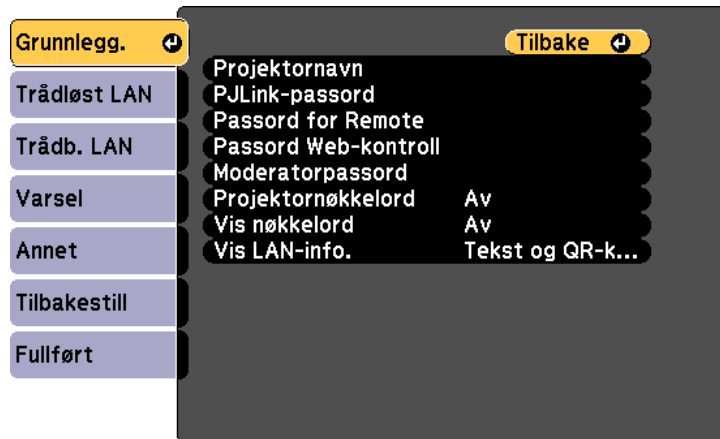 Grunnlegg.
Trådløst LAN
Trådb. LAN
Varsel
Annet
Tilbakestill
Fullført
Tilbake
Projektornavn
PJLink-passord
Passord for Remote
Passord Web-kontroll
Moderatorpassord
Projektornøkkelord Av
Vis nøkkelord Av
Vis LAN-info. Tekst og QR-k...